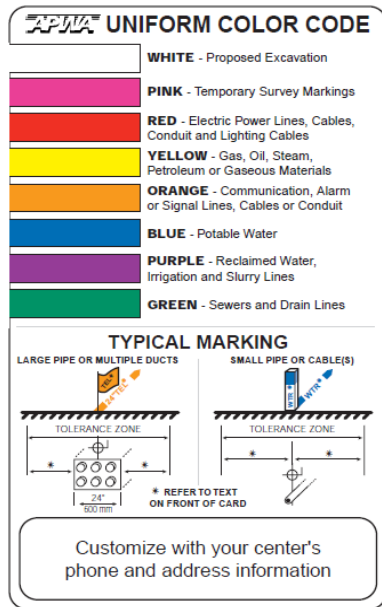 APWA UNIFORM COLOR CODE
WHITE - Proposed Excavation
PINK - Temporary Survey Markings
RED - Electric Power Lines, Cables,
Conduit and Lighting Cables
YELLOW - Gas, Oil, Steam,
Petroleum or Gaseous Materials
ORANGE - Communication, Alarm
or Signal Lines, Cables or Conduit
BLUE - Potable Water
PURPLE - Reclaimed Water,
Irrigation and Slurry Lines
GREEN - Sewers and Drain Lines
TYPICAL MARKING
LARGE PIPE OR MULTIPLE DUCTS
SMALL PIPE OR CABLE(S)
TEL*
24"TEL*
WTR*
WTR*
TOLERANCE ZONE
TOLERANCE ZONE
* *
* *
24"
600 mm
* REFER TO TEXT
ON FRONT OF CARD
Customize with your center's
phone and address information